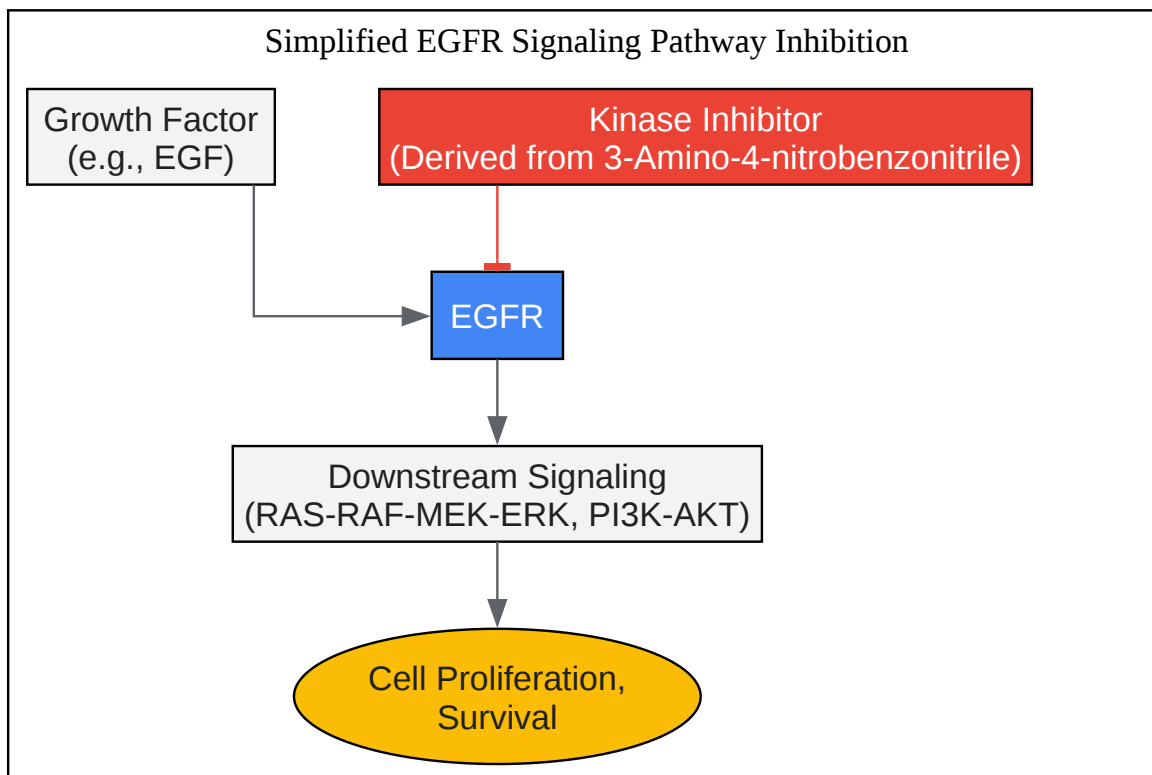 Simplified EGFR Signaling Pathway Inhibition
Growth Factor
(e.g., EGF)
Kinase Inhibitor
(Derived from 3-Amino-4-nitrobenzonitrile)
EGFR
Downstream Signaling
(RAS-RAF-MEK-ERK, PI3K-AKT)
Cell Proliferation,
Survival